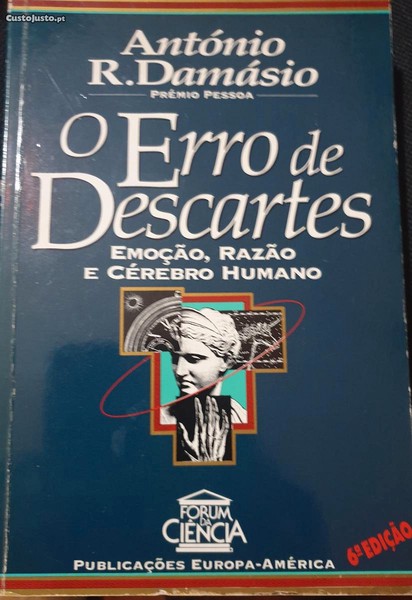 CustoJusto.pt
António
R. Damásio
PRÉMIO PESSOA
O Erro de
Descartes
EMOÇÃO, RAZÃO
E CÉREBRO HUMANO
FORUM
DA
CIÊNCIA
6ª EDIÇÃO
PUBLICAÇÕES EUROPA-AMÉRICA